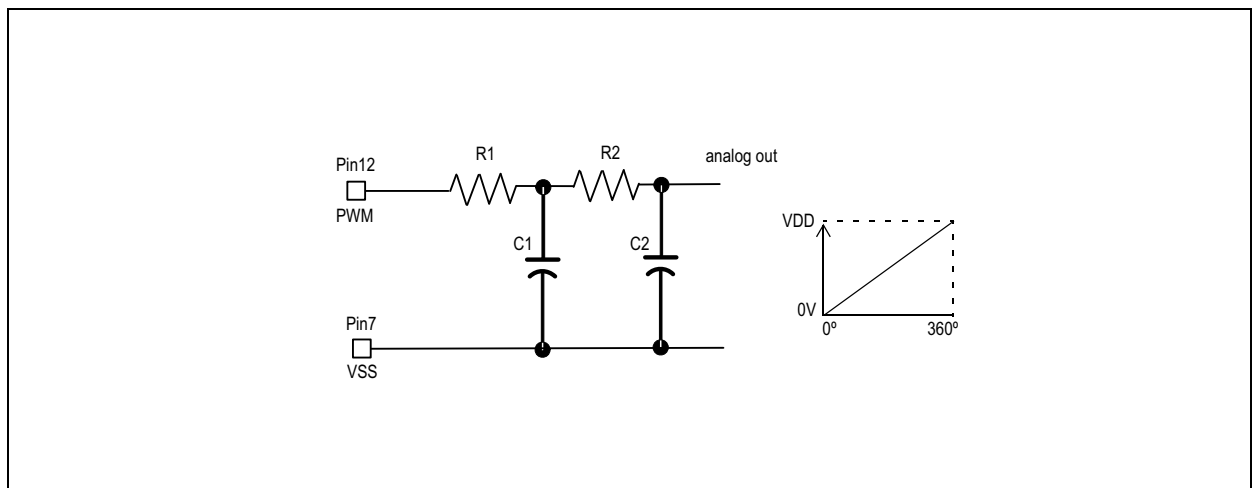 R1
R2
analog out
Pin12
PWM
C1
C2
VDD
0V
0º
360º
Pin7
VSS